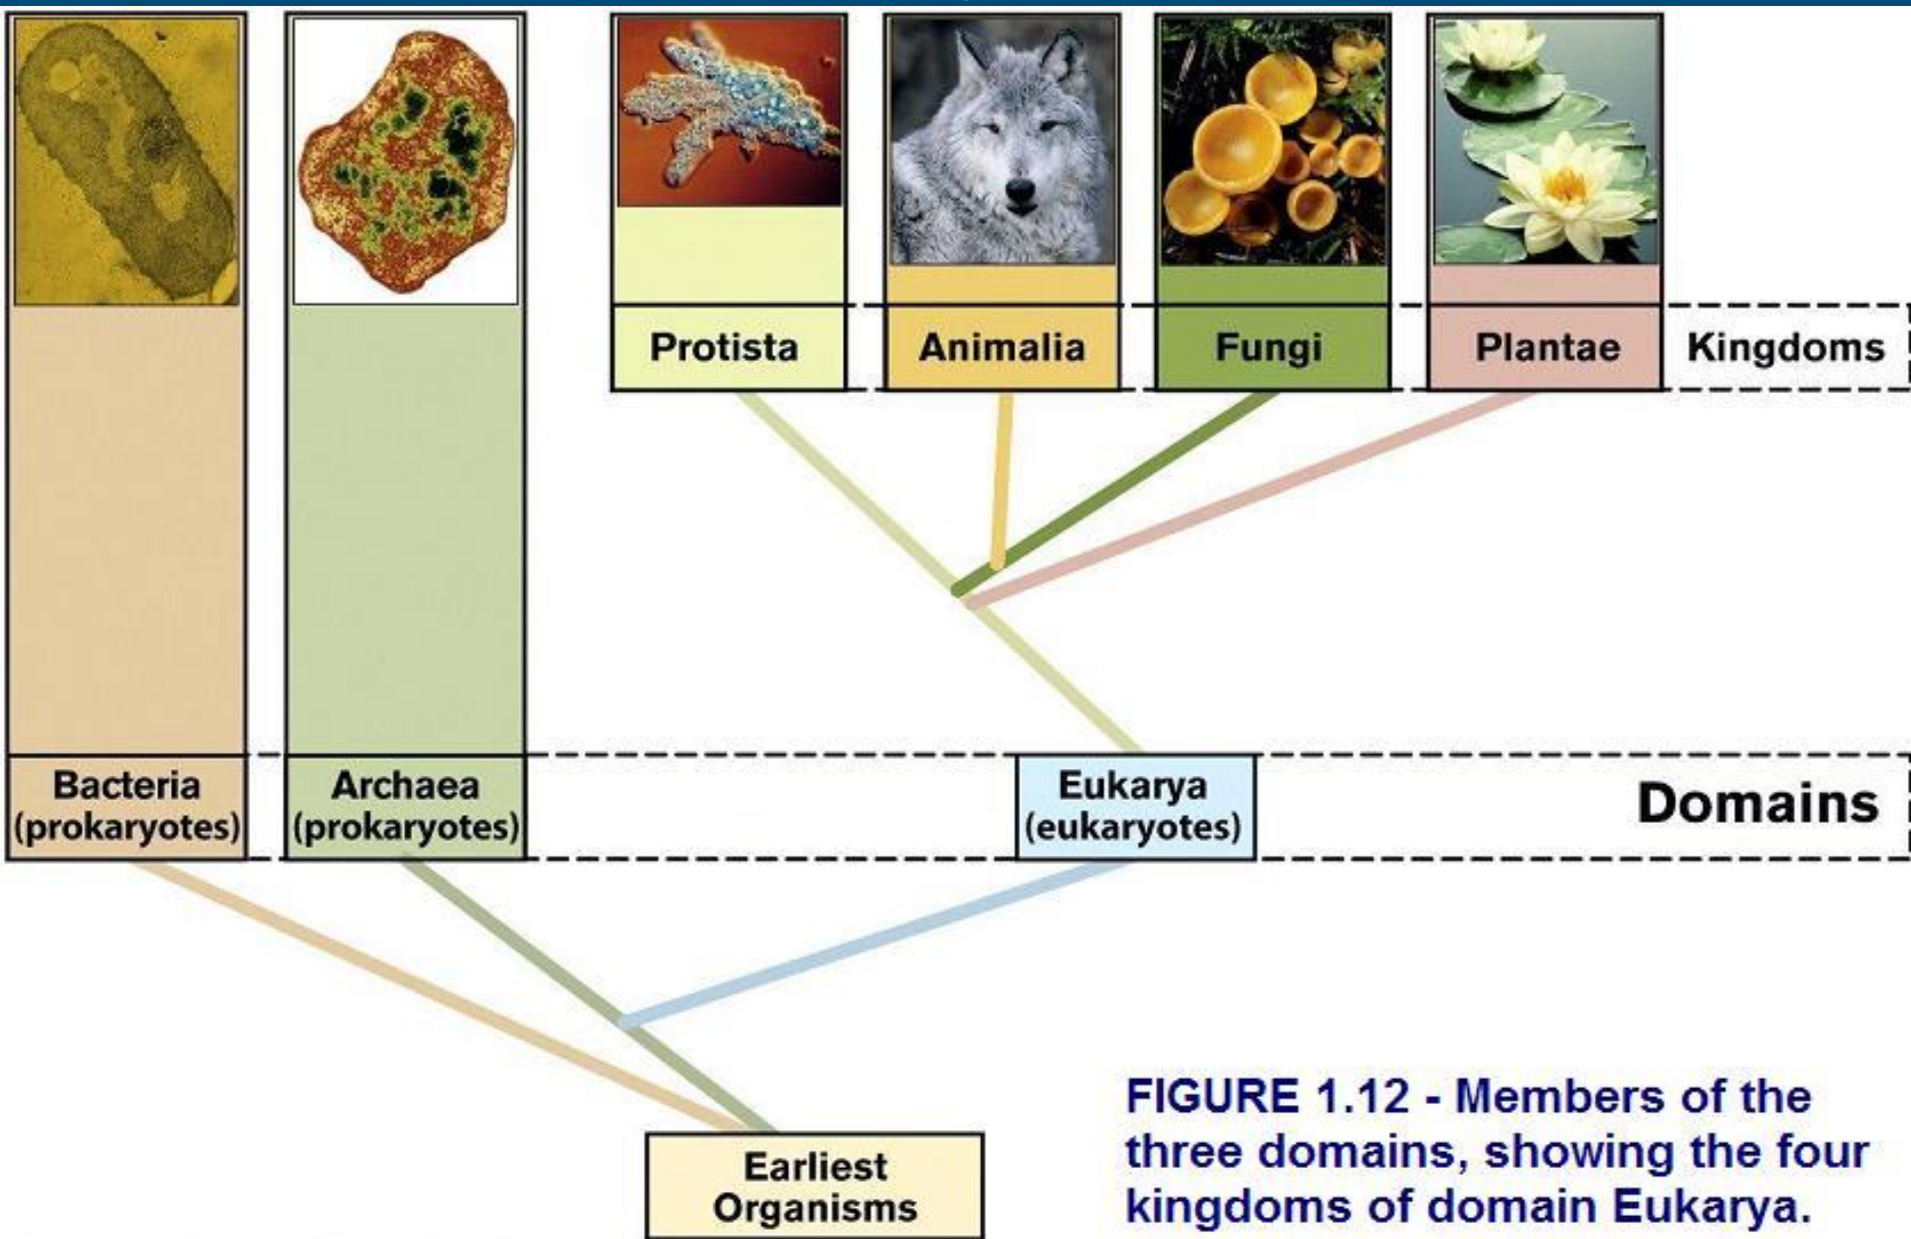 Protista
Animalia
Fungi
Plantae
Kingdoms
Bacteria
(prokaryotes)
Archaea
(prokaryotes)
Eukarya
(eukaryotes)
Domains
Earliest
Organisms
FIGURE 1.12 - Members of the
three domains, showing the four
kingdoms of domain Eukarya.